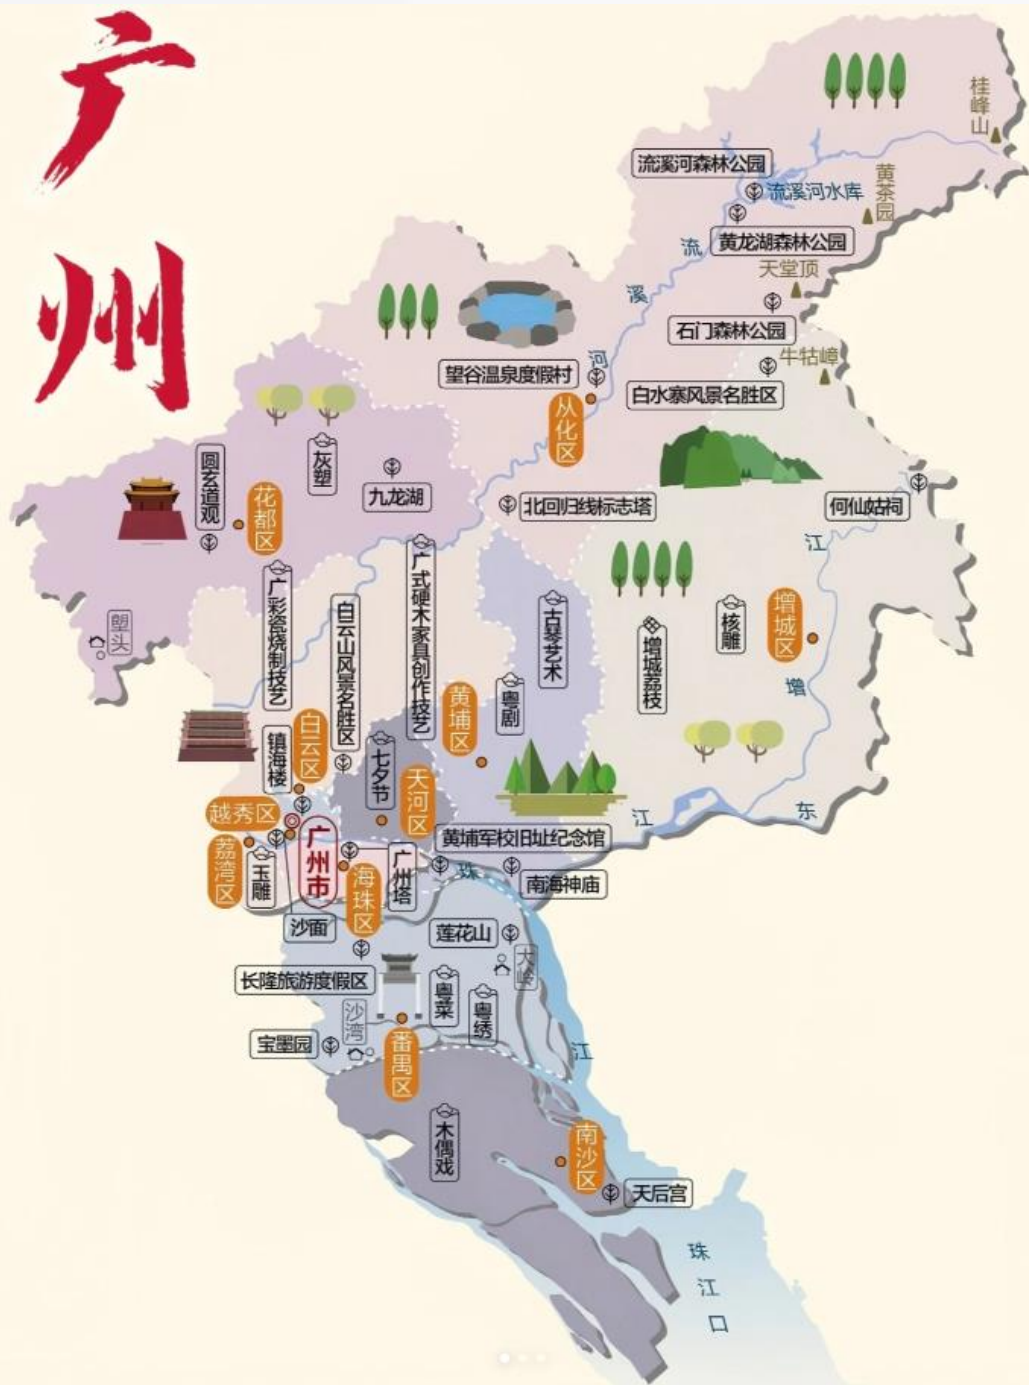 广
州
桂峰山
流溪河森林公园
流溪河水库
黄茶园
黄龙湖森林公园
流
溪
河
天堂顶
石门森林公园
牛牯嶂
望谷温泉度假村
白水寨风景名胜区
从化区
圆玄道观
灰塑
九龙湖
花都区
北回归线标志塔
何仙姑祠
江
塱头
广彩瓷烧制技艺
白云山风景名胜区
广式硬木家具创作技艺
古琴艺术
核雕
增城区
增城荔枝
增
粤剧
黄埔区
白云区
镇海楼
七夕节
天河区
越秀区
荔湾区
玉雕
广州市
海珠区
广州塔
黄埔军校旧址纪念馆
江
东
珠
南海神庙
沙面
莲花山
大岭
长隆旅游度假区
粤菜
粤绣
沙湾
宝墨园
番禺区
江
木偶戏
南沙区
天后宫
珠
江
口